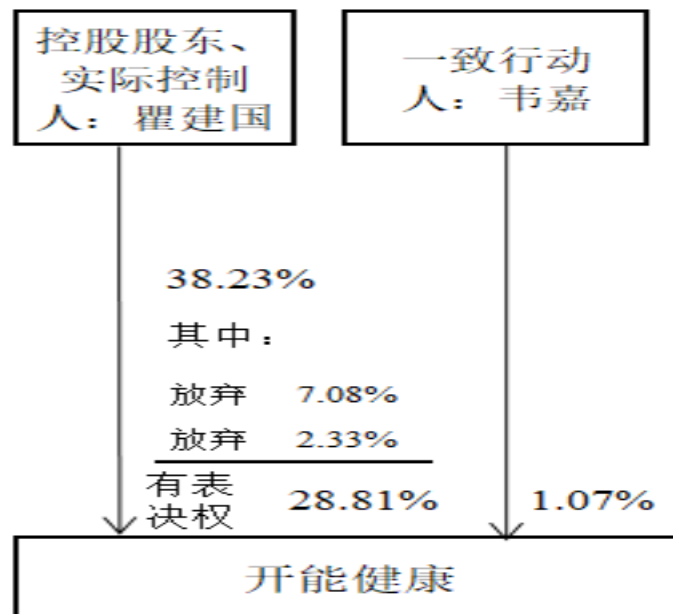 控股股东、
实际控制
人：瞿建国
一致行动
人：韦嘉
38.23%
其中：
放弃 7.08%
放弃 2.33%
有表
决权 28.81%
1.07%
开能健康